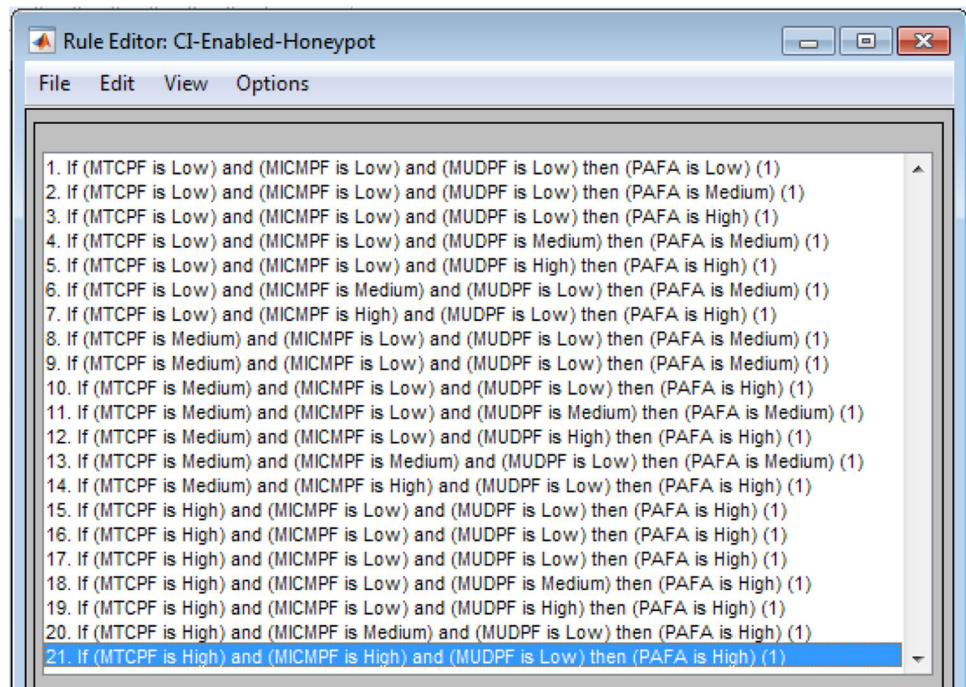 Rule Editor: CI-Enabled-Honeypot
File Edit View Options
1. If (MTCPF is Low) and (MICMPF is Low) and (MUDPF is Low) then (PAFA is Low) (1)
2. If (MTCPF is Low) and (MICMPF is Low) and (MUDPF is Low) then (PAFA is Medium) (1)
3. If (MTCPF is Low) and (MICMPF is Low) and (MUDPF is Low) then (PAFA is High) (1)
4. If (MTCPF is Low) and (MICMPF is Low) and (MUDPF is Medium) then (PAFA is Medium) (1)
5. If (MTCPF is Low) and (MICMPF is Low) and (MUDPF is High) then (PAFA is High) (1)
6. If (MTCPF is Low) and (MICMPF is Medium) and (MUDPF is Low) then (PAFA is Medium) (1)
7. If (MTCPF is Low) and (MICMPF is High) and (MUDPF is Low) then (PAFA is High) (1)
8. If (MTCPF is Medium) and (MICMPF is Low) and (MUDPF is Low) then (PAFA is Medium) (1)
9. If (MTCPF is Medium) and (MICMPF is Low) and (MUDPF is Low) then (PAFA is Medium) (1)
10. If (MTCPF is Medium) and (MICMPF is Low) and (MUDPF is Low) then (PAFA is High) (1)
11. If (MTCPF is Medium) and (MICMPF is Low) and (MUDPF is Medium) then (PAFA is Medium) (1)
12. If (MTCPF is Medium) and (MICMPF is Low) and (MUDPF is High) then (PAFA is High) (1)
13. If (MTCPF is Medium) and (MICMPF is Medium) and (MUDPF is Low) then (PAFA is Medium) (1)
14. If (MTCPF is Medium) and (MICMPF is High) and (MUDPF is Low) then (PAFA is High) (1)
15. If (MTCPF is High) and (MICMPF is Low) and (MUDPF is Low) then (PAFA is High) (1)
16. If (MTCPF is High) and (MICMPF is Low) and (MUDPF is Low) then (PAFA is High) (1)
17. If (MTCPF is High) and (MICMPF is Low) and (MUDPF is Low) then (PAFA is High) (1)
18. If (MTCPF is High) and (MICMPF is Low) and (MUDPF is Medium) then (PAFA is High) (1)
19. If (MTCPF is High) and (MICMPF is Low) and (MUDPF is High) then (PAFA is High) (1)
20. If (MTCPF is High) and (MICMPF is Medium) and (MUDPF is Low) then (PAFA is High) (1)
21. If (MTCPF is High) and (MICMPF is High) and (MUDPF is Low) then (PAFA is High) (1)